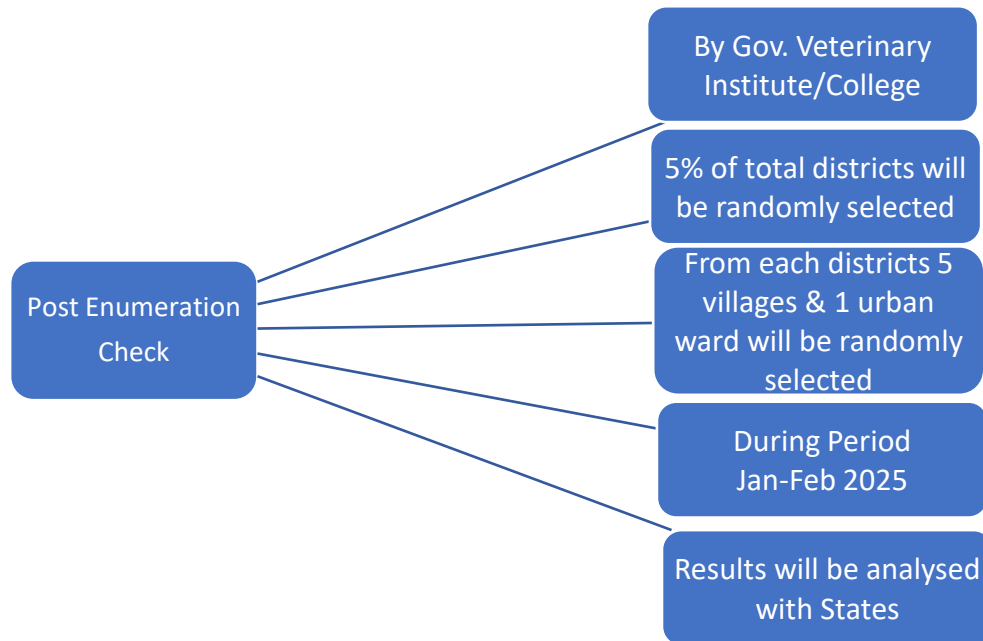 By Gov. Veterinary
Institute/College
5% of total districts will
be randomly selected
From each districts 5
villages & 1 urban
ward will be randomly
selected
Post Enumeration
Check
During Period
Jan-Feb 2025
Results will be analysed
with States